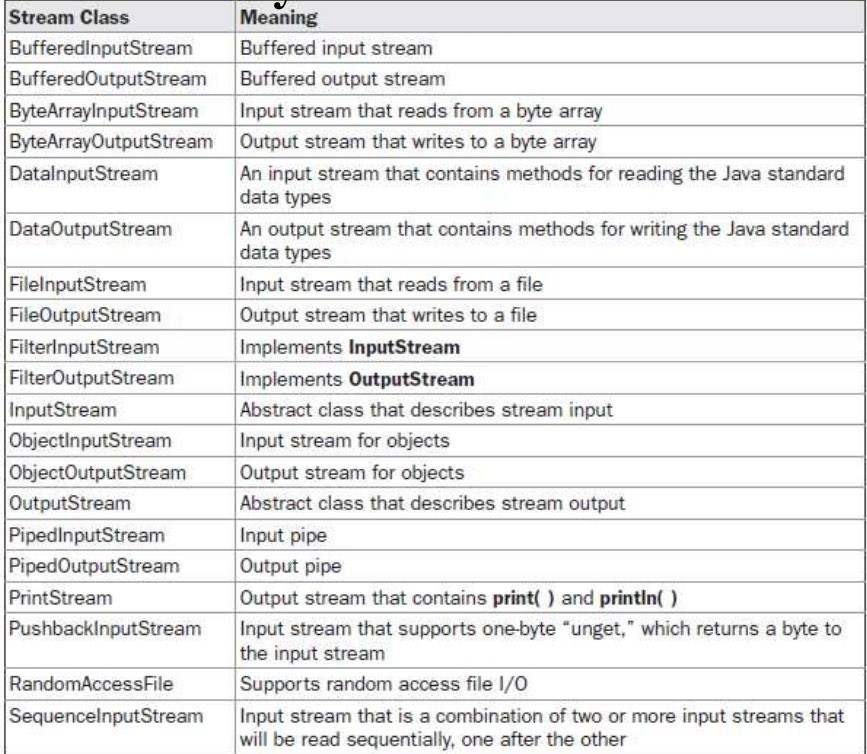 Stream Class Meaning
BufferedInputStream Buffered input stream
BufferedOutputStream Buffered output stream
ByteArrayInputStream Input stream that reads from a byte array
ByteArrayOutputStream Output stream that writes to a byte array
DataInputStream An input stream that contains methods for reading the Java standard
data types
DataOutputStream An output stream that contains methods for writing the Java standard
data types
FileInputStream Input stream that reads from a file
FileOutputStream Output stream that writes to a file
FilterInputStream Implements InputStream
FilterOutputStream Implements OutputStream
InputStream Abstract class that describes stream input
ObjectInputStream Input stream for objects
ObjectOutputStream Output stream for objects
OutputStream Abstract class that describes stream output
PipedInputStream Input pipe
PipedOutputStream Output pipe
PrintStream Output stream that contains print( ) and println( )
PushbackInputStream Input stream that supports one-byte “unget,” which returns a byte to
the input stream
RandomAccessFile Supports random access file I/O
SequenceInputStream Input stream that is a combination of two or more input streams that
will be read sequentially, one after the other